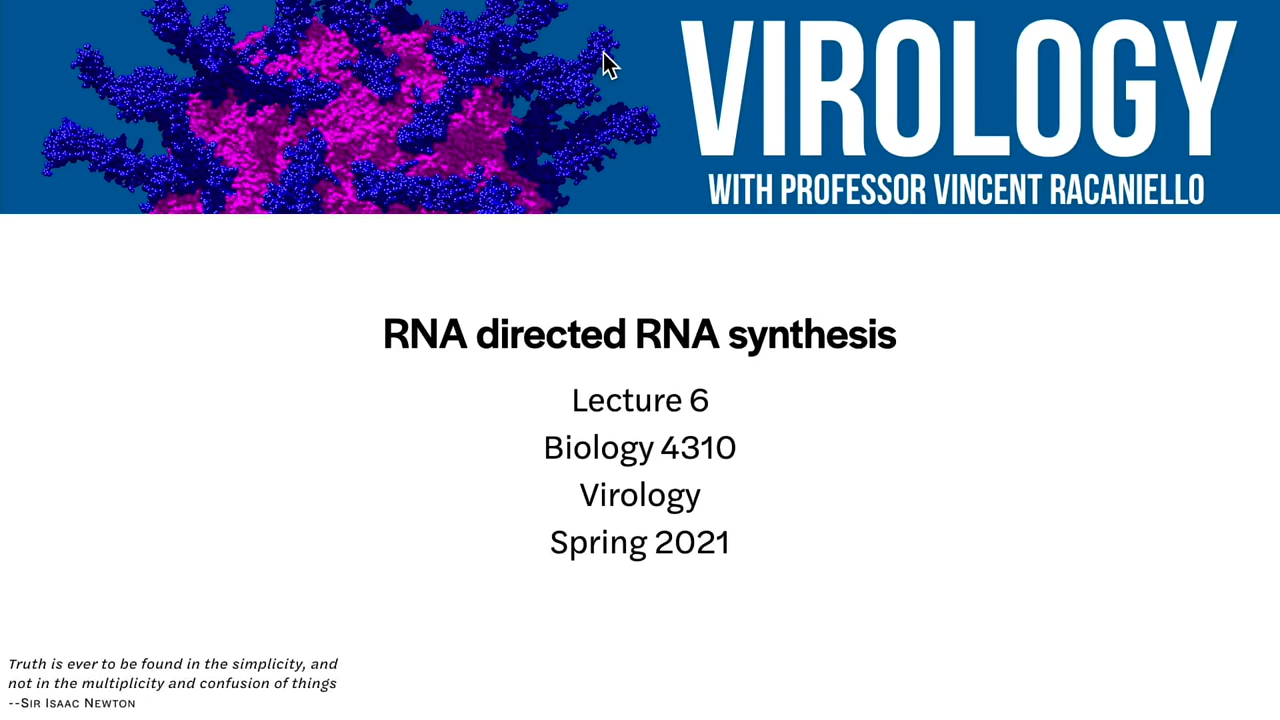 VIROLOGY
WITH PROFESSOR VINCENT RACANIELLO
RNA directed RNA synthesis
Lecture 6
Biology 4310
Virology
Spring 2021
Truth is ever to be found in the simplicity, and
not in the multiplicity and confusion of things
--SIR ISAAC NEWTON